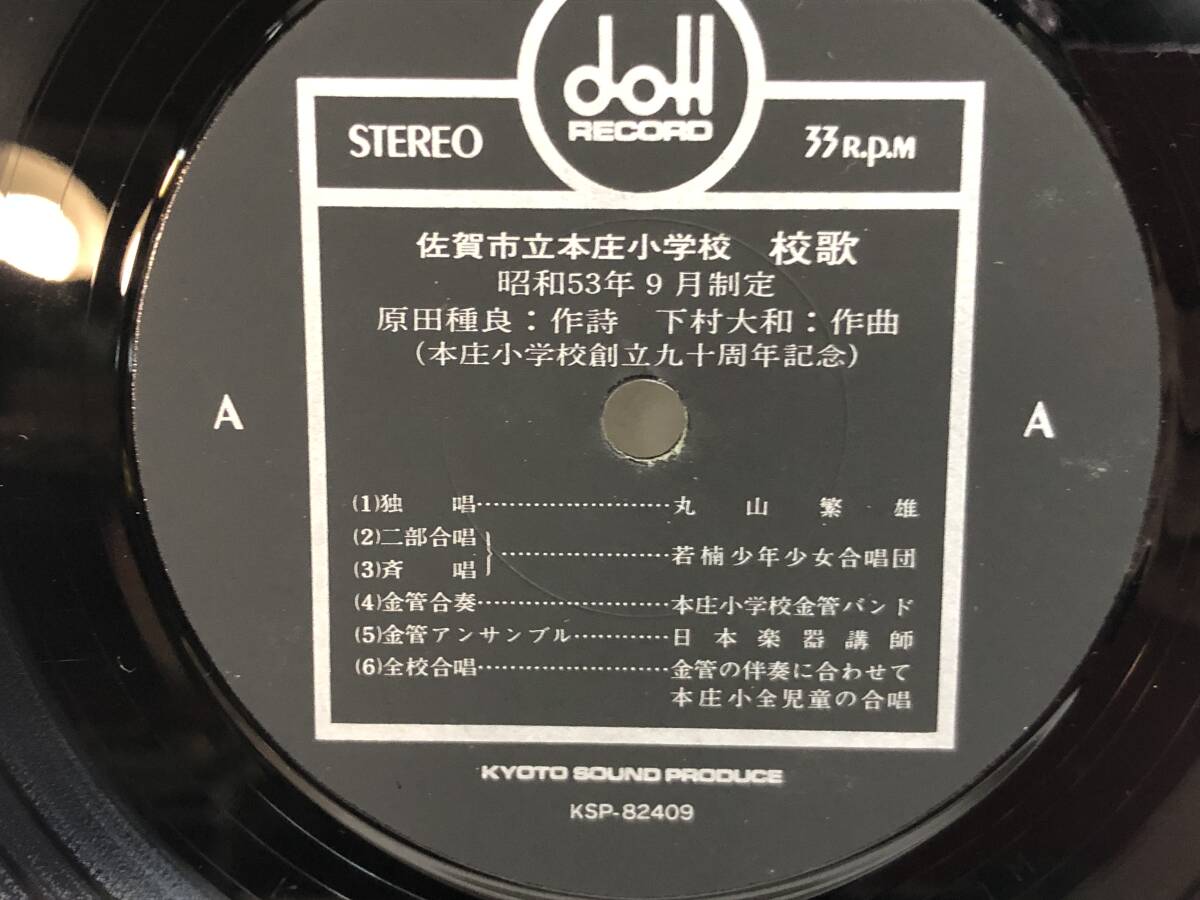 doll
RECORD
STEREO 33 R.p.M
佐賀市立本庄小学校 校歌
昭和53年9月制定
原田種良：作詩 下村大和：作曲
（本庄小学校創立九十周年記念）
A A
(1)独唱……………………丸山繁雄
(2)二部合唱
(3)斉唱
}…………………若楠少年少女合唱団
(4)金管合奏……………………本庄小学校金管バンド
(5)金管アンサンブル…………日本楽器講師
(6)全校合唱……………………金管の伴奏に合わせて
本庄小全児童の合唱
KYOTO SOUND PRODUCE
KSP-82409